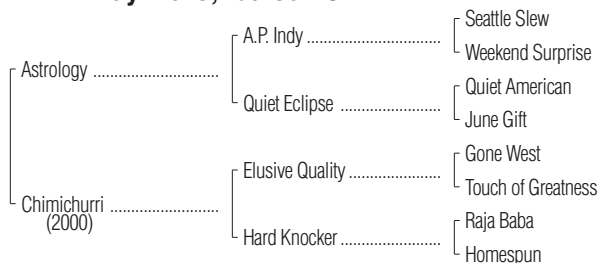 Seattle Slew
A.P. Indy
Weekend Surprise
Astrology
Quiet American
Quiet Eclipse
June Gift
Gone West
Elusive Quality
Touch of Greatness
Chimichurri
(2000)
Raja Baba
Hard Knocker
Homespun